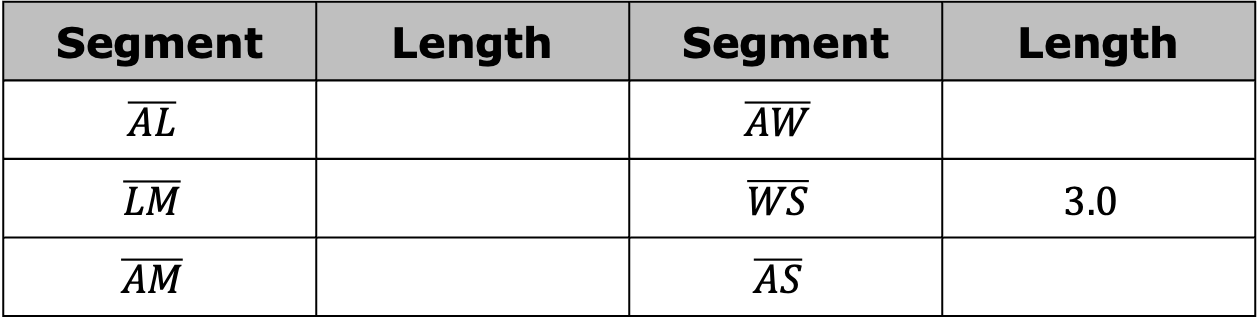 Segment Length Segment Length
AL AW
LM WS 3.0
AM AS